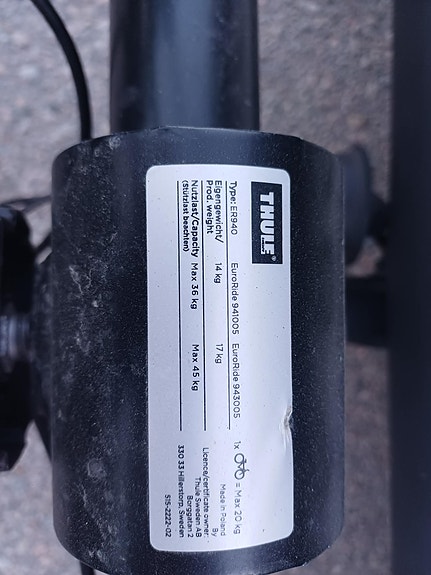 THULE
SWEDEN
Type: ER940 EuroRide 941005 EuroRide 943005
Eigengewicht/
Prod. weight 14 kg 17 kg
Nutzlast/Capacity Max 36 kg Max 45 kg
(Stützlast beachten)
1x = Max 20 kg
Made in Poland
By
Licence/certificate owner:
Thule Sweden AB
Borggatan 2
330 33 Hillerstorp, Sweden
515-2222-02